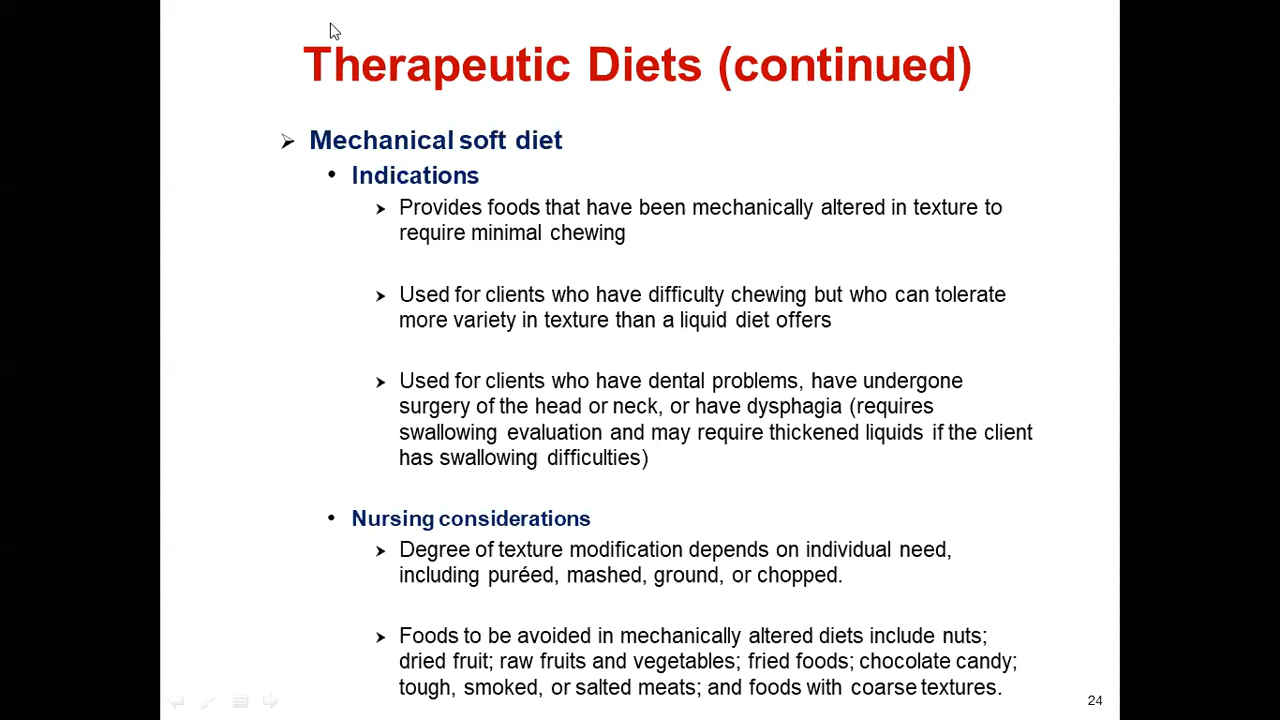 Therapeutic Diets (continued)
Mechanical soft diet
Indications
Provides foods that have been mechanically altered in texture to
require minimal chewing
Used for clients who have difficulty chewing but who can tolerate
more variety in texture than a liquid diet offers
Used for clients who have dental problems, have undergone
surgery of the head or neck, or have dysphagia (requires
swallowing evaluation and may require thickened liquids if the client
has swallowing difficulties)
Nursing considerations
Degree of texture modification depends on individual need,
including puréed, mashed, ground, or chopped.
Foods to be avoided in mechanically altered diets include nuts;
dried fruit; raw fruits and vegetables; fried foods; chocolate candy;
tough, smoked, or salted meats; and foods with coarse textures.
24